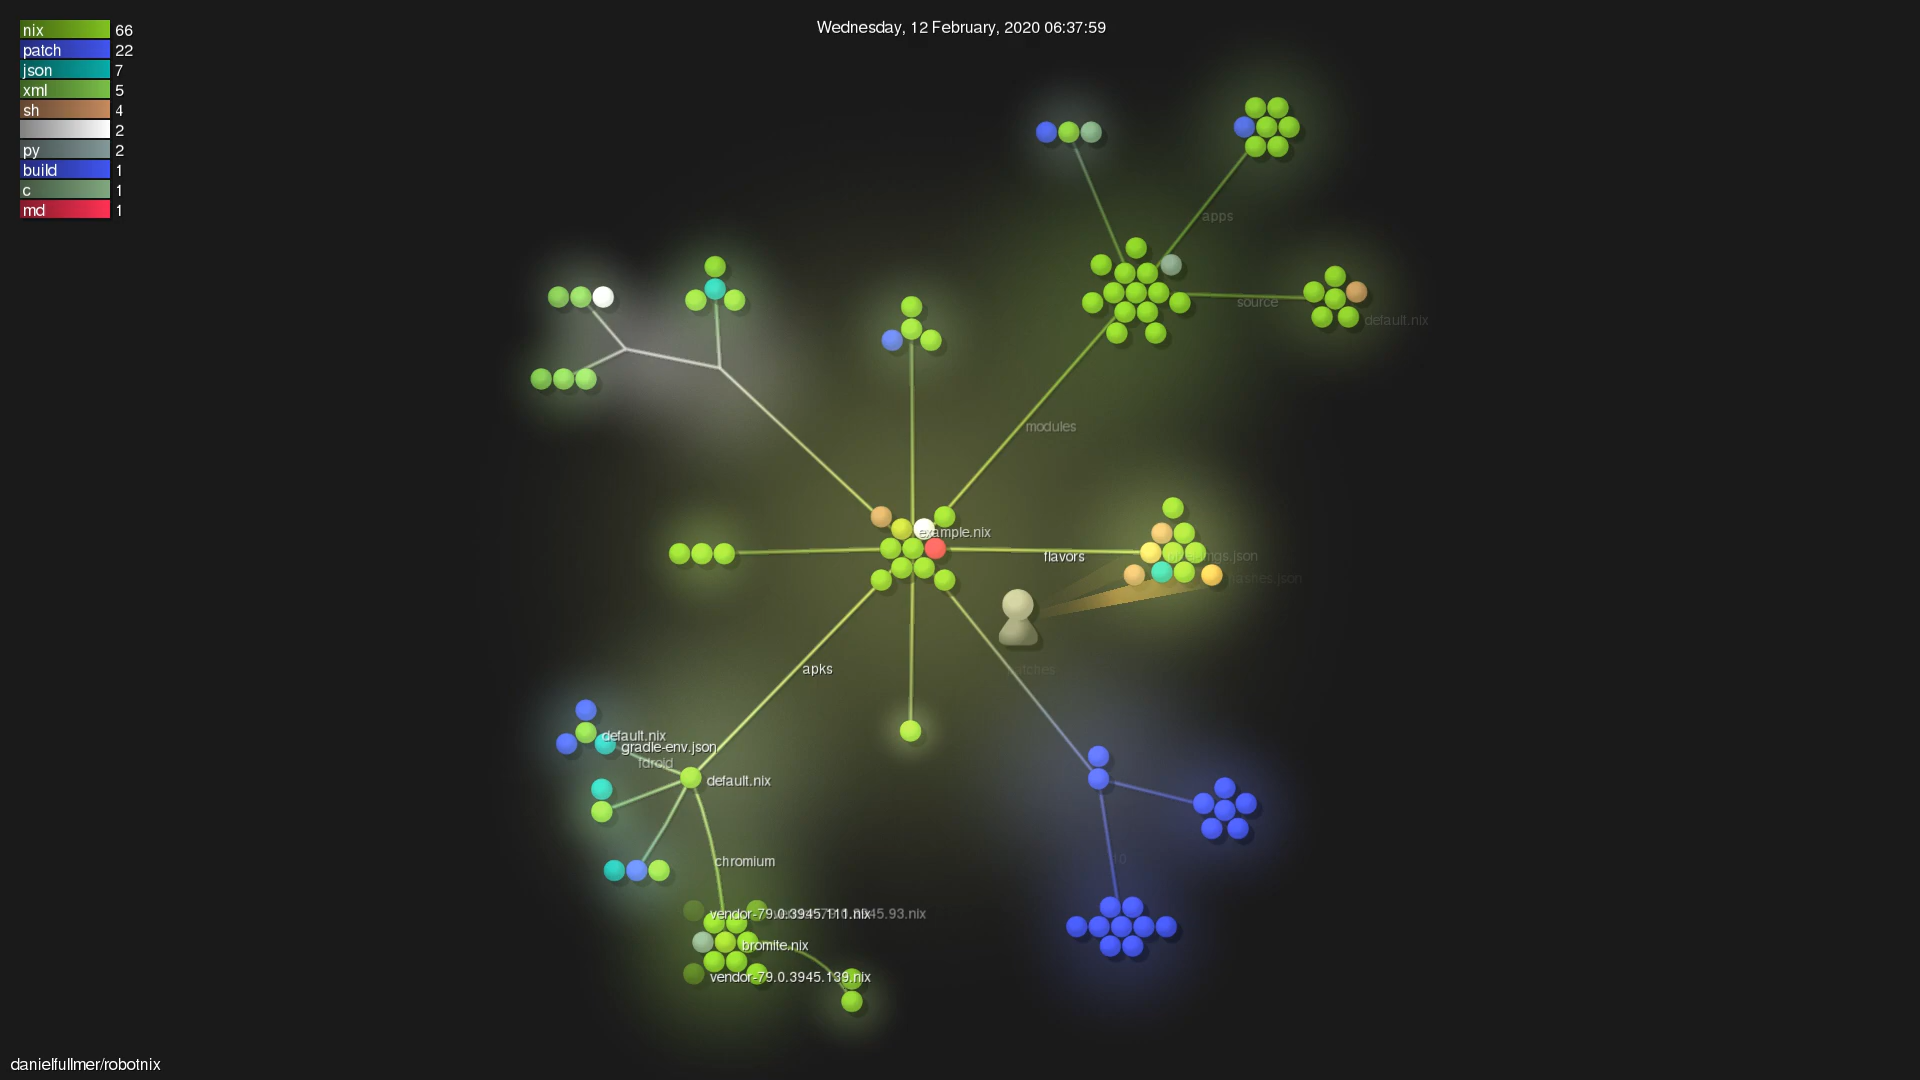 Wednesday, 12 February, 2020 06:37:59
nix 66
patch 22
json 7
xml 5
sh 4
2
py 2
build 1
c 1
md 1
apps
source
default.nix
modules
example.nix
flavors
apks
default.nix
gradle-env.json
fdroid
default.nix
chromium
vendor-79.0.3945.111.nix
bromite.nix
vendor-79.0.3945.139.nix
danielfullmer/robotnix